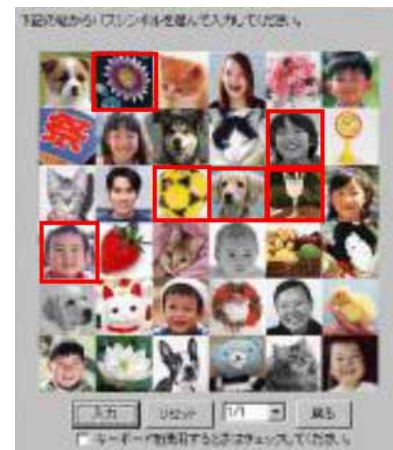 下記の絵からパスシンボルを選んで入力してください。
祭
入力 リセット 1/1 戻る
キーボードを使用するときはチェックしてください。